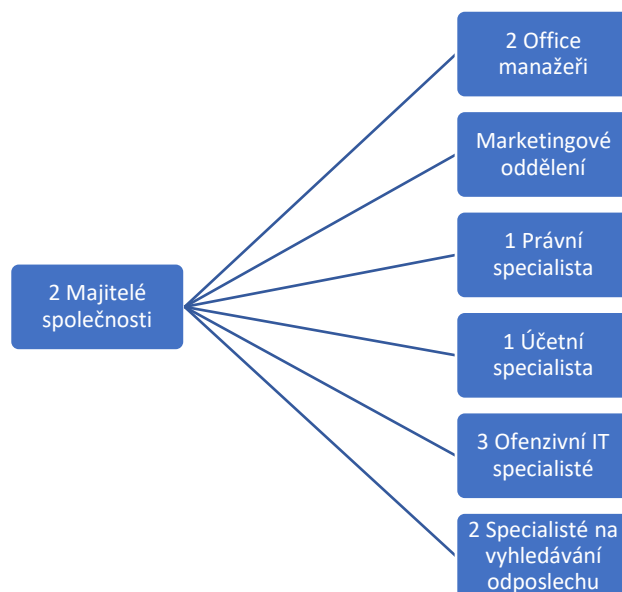 2 Office
manažeři
Marketingové
oddělení
1 Právní
specialista
2 Majitelé
společnosti
1 Účetní
specialista
3 Ofenzivní IT
specialisté
2 Specialisté na
vyhledávání
odposlechu